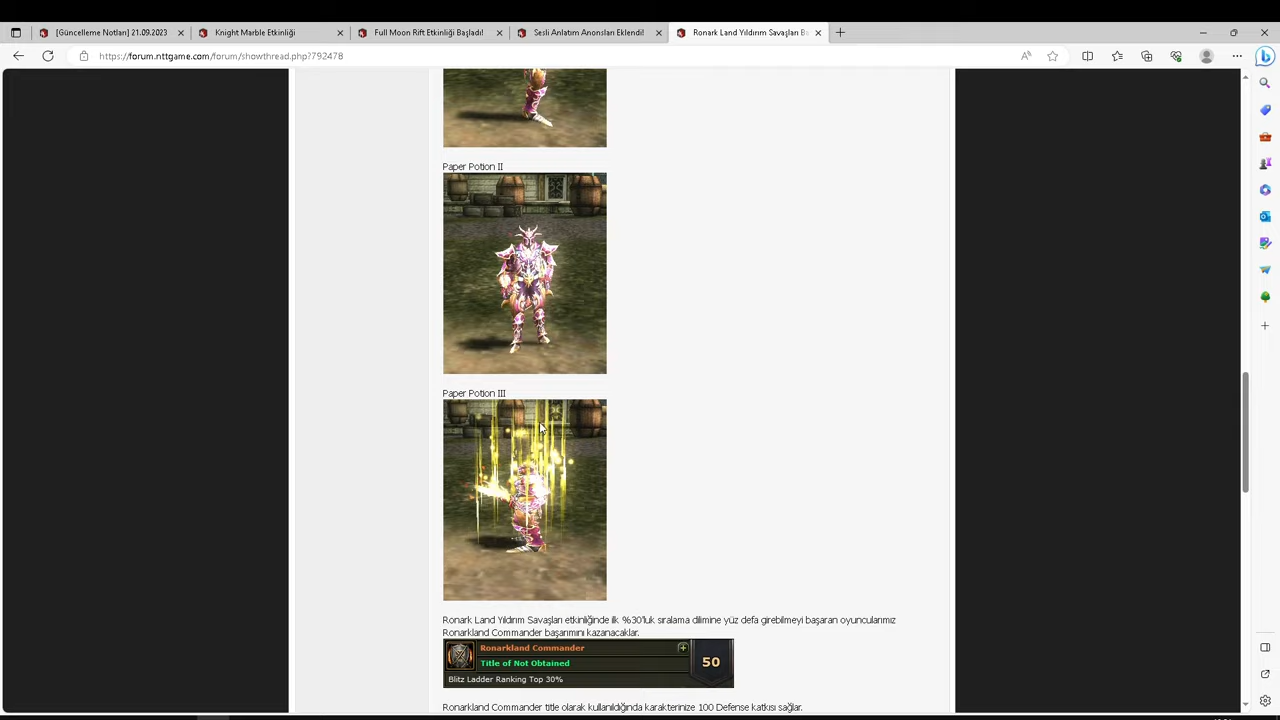 [Güncelleme Notları] 21.09.2023
Knight Marble Etkinliği
Full Moon Rift Etkinliği Başladı!
Sesli Anlatım Anonsları Eklendi!
Ronark Land Yıldırım Savaşları Ba
https://forum.nttgame.com/forum/showthread.php?792478
Paper Potion II
Paper Potion III
Ronark Land Yıldırım Savaşları etkinliğinde ilk %30'luk sıralama dilimine yüz defa girebilmeyi başaran oyuncularımız
Ronarkland Commander başarımını kazanacaklar.
Ronarkland Commander
Title of Not Obtained
50
Blitz Ladder Ranking Top 30%
Ronarkland Commander title olarak kullanıldığında karakterinize 100 Defense katkısı sağlar.